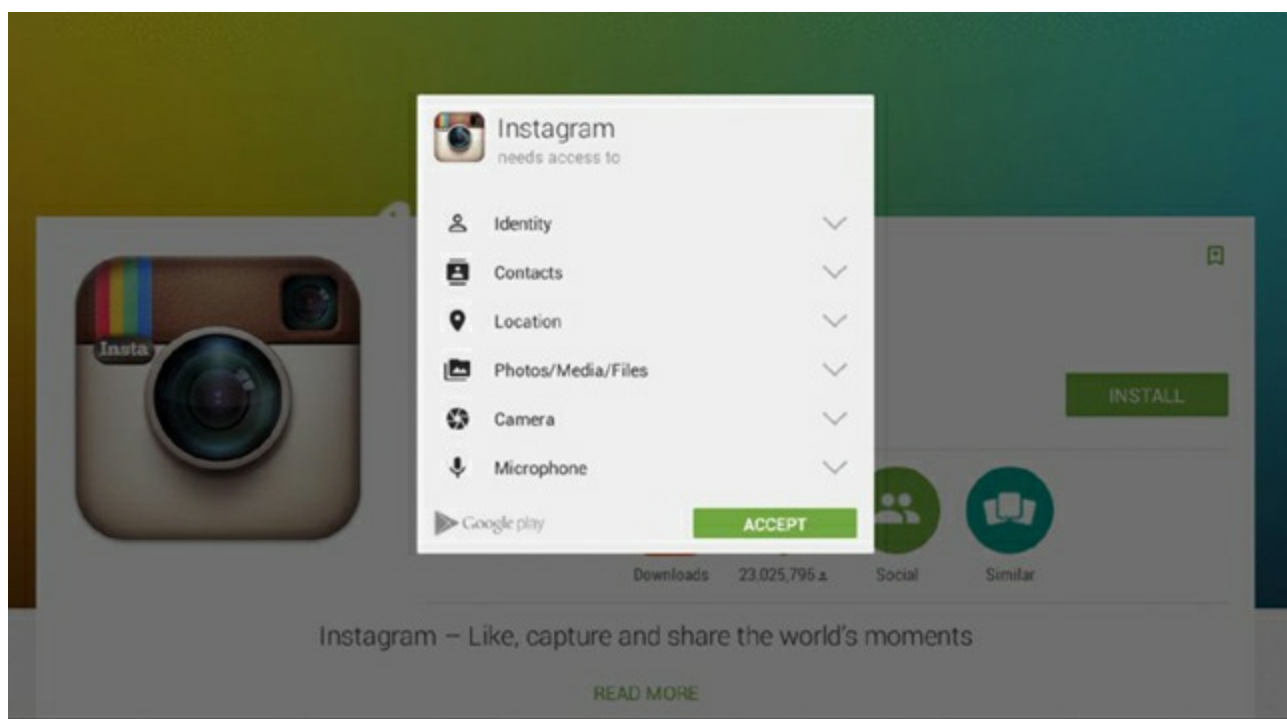 Instagram
needs access to
Identity
Contacts
Location
Photos/Media/Files
Camera
Microphone
Google play
ACCEPT
Insta
INSTALL
Downloads
23,025,796
Social
Similar
Instagram – Like, capture and share the world's moments
READ MORE